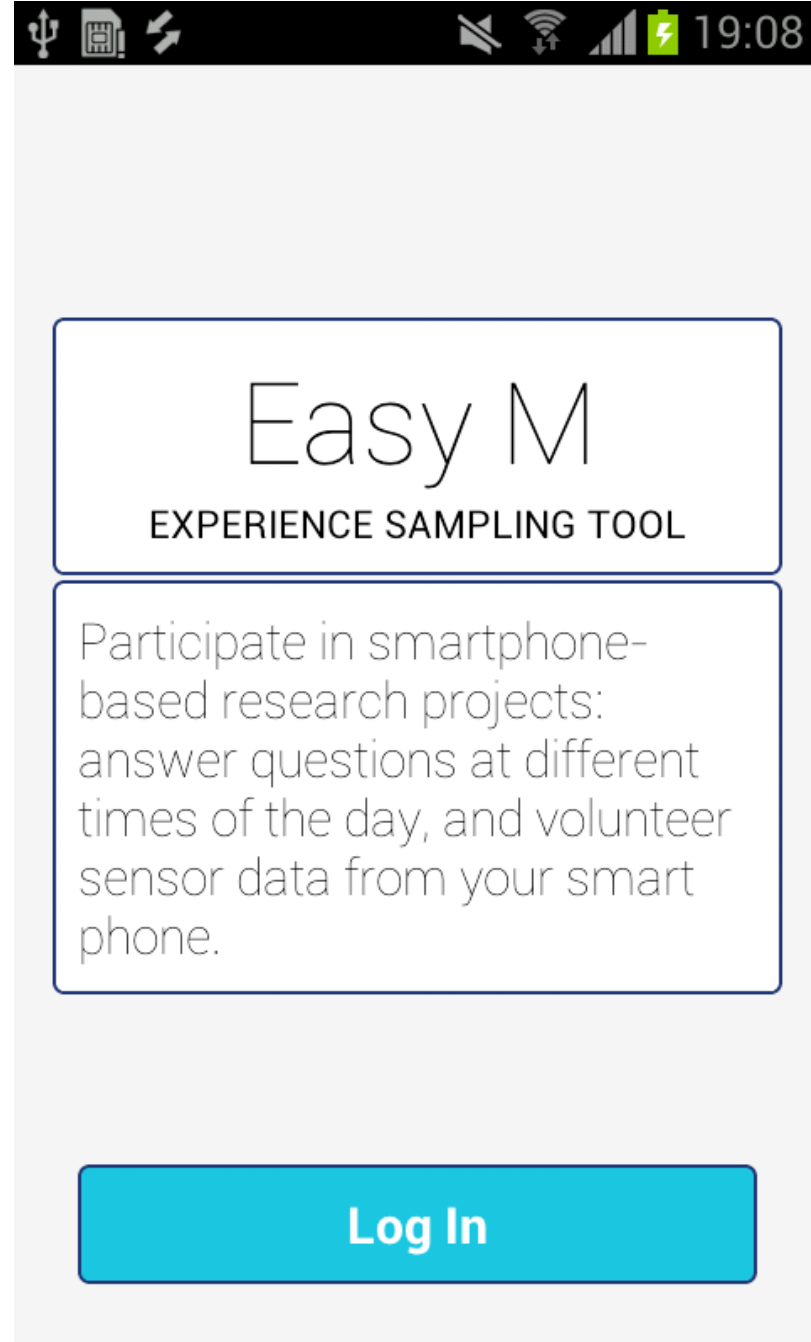 19:08
Easy M
EXPERIENCE SAMPLING TOOL
Participate in smartphone-
based research projects:
answer questions at different
times of the day, and volunteer
sensor data from your smart
phone.
Log In